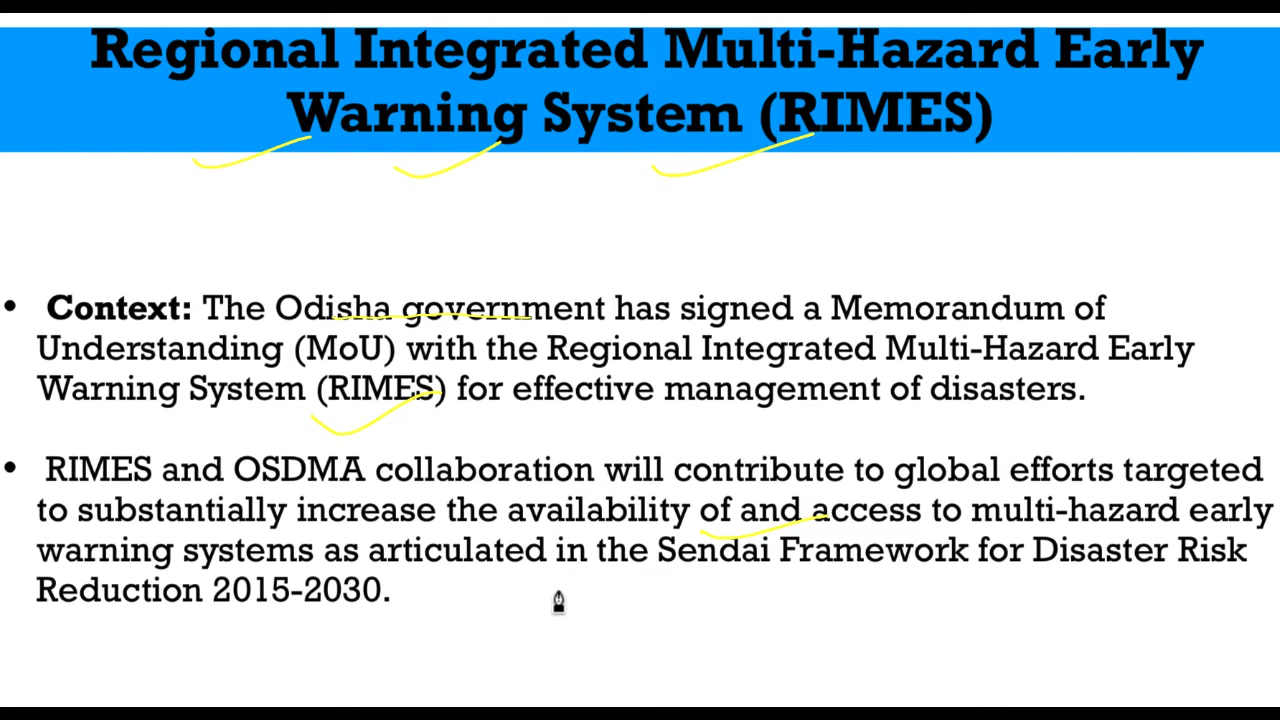 Regional Integrated Multi-Hazard Early
Warning System (RIMES)
• Context: The Odisha government has signed a Memorandum of
Understanding (MoU) with the Regional Integrated Multi-Hazard Early
Warning System (RIMES) for effective management of disasters.
• RIMES and OSDMA collaboration will contribute to global efforts targeted
to substantially increase the availability of and access to multi-hazard early
warning systems as articulated in the Sendai Framework for Disaster Risk
Reduction 2015-2030.